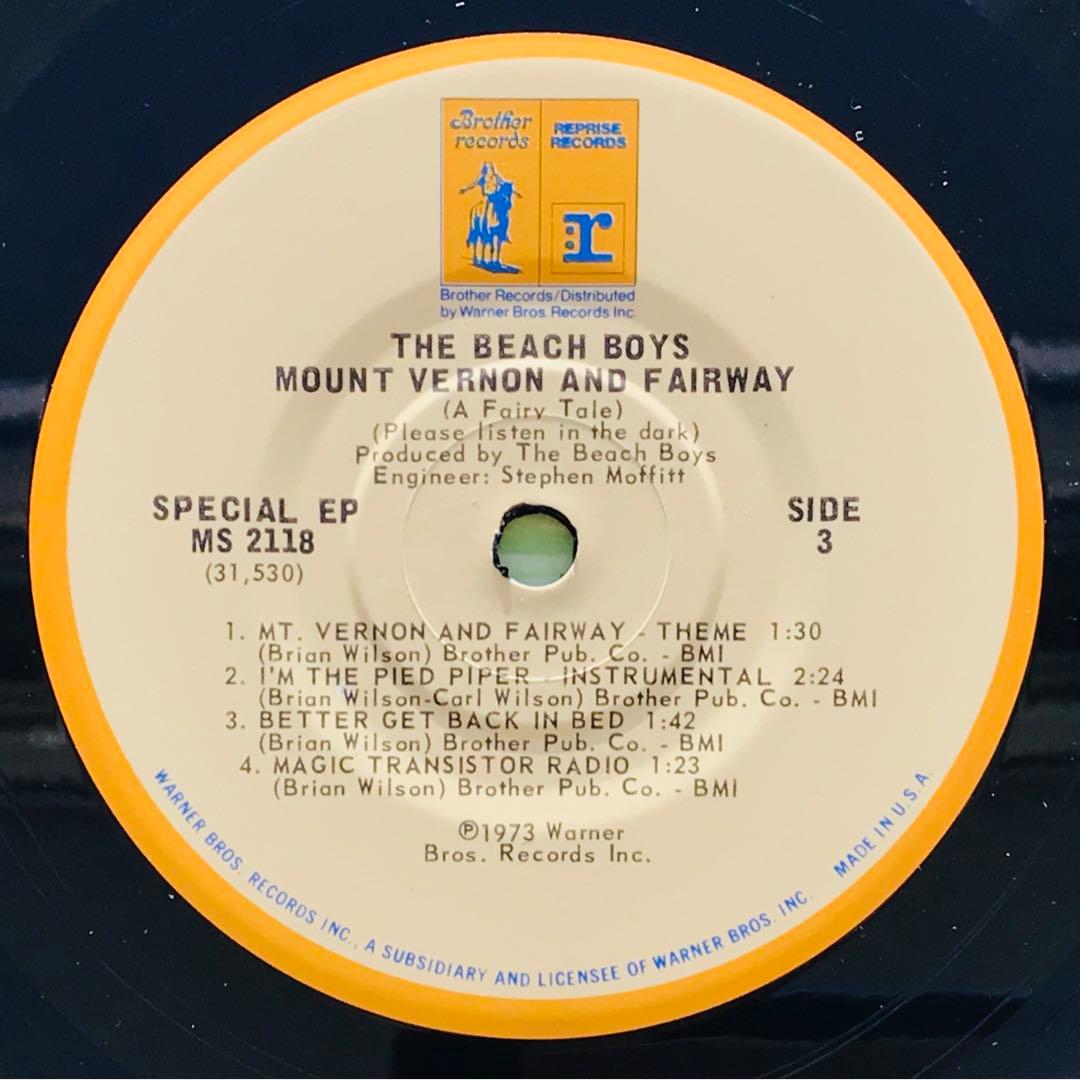 Brother
records
REPRISE
RECORDS
:r
Brother Records/Distributed
by Warner Bros. Records Inc.
THE BEACH BOYS
MOUNT VERNON AND FAIRWAY
(A Fairy Tale)
(Please listen in the dark)
Produced by The Beach Boys
Engineer: Stephen Moffitt
SPECIAL EP
MS 2118
(31,530)
SIDE
3
1. MT. VERNON AND FAIRWAY - THEME 1:30
(Brian Wilson) Brother Pub. Co. - BMI
2. I'M THE PIED PIPER - INSTRUMENTAL 2:24
(Brian Wilson-Carl Wilson) Brother Pub. Co. - BMI
3. BETTER GET BACK IN BED 1:42
(Brian Wilson) Brother Pub. Co. - BMI
4. MAGIC TRANSISTOR RADIO 1:23
(Brian Wilson) Brother Pub. Co. - BMI
℗1973 Warner
Bros. Records Inc.
WARNER BROS. RECORDS INC., A SUBSIDIARY AND LICENSEE OF WARNER BROS. INC. MADE IN U.S.A.